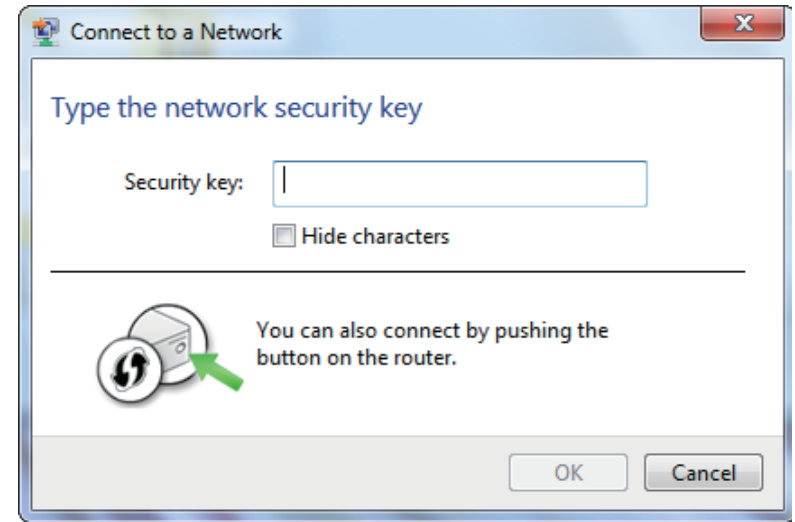 Connect to a Network
Type the network security key
Security key:
Hide characters
You can also connect by pushing the
button on the router.
OK
Cancel